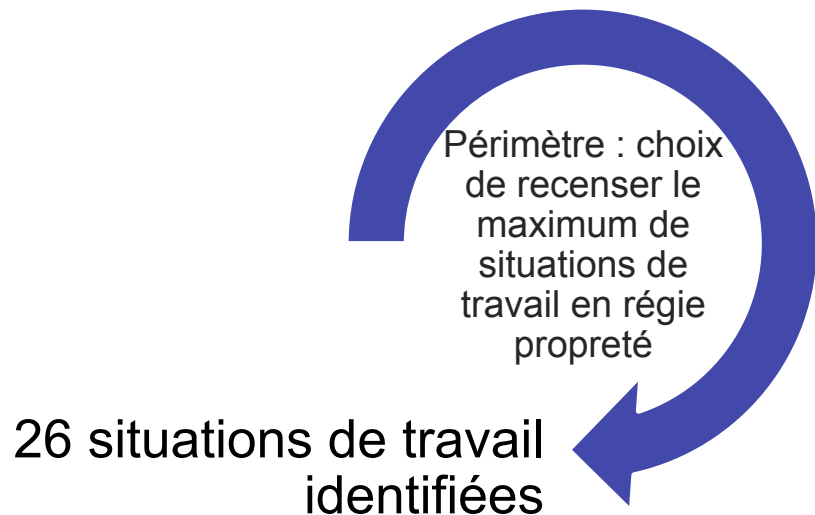 Périmètre : choix
de recenser le
maximum de
situations de
travail en régie
propreté
26 situations de travail
identifiées